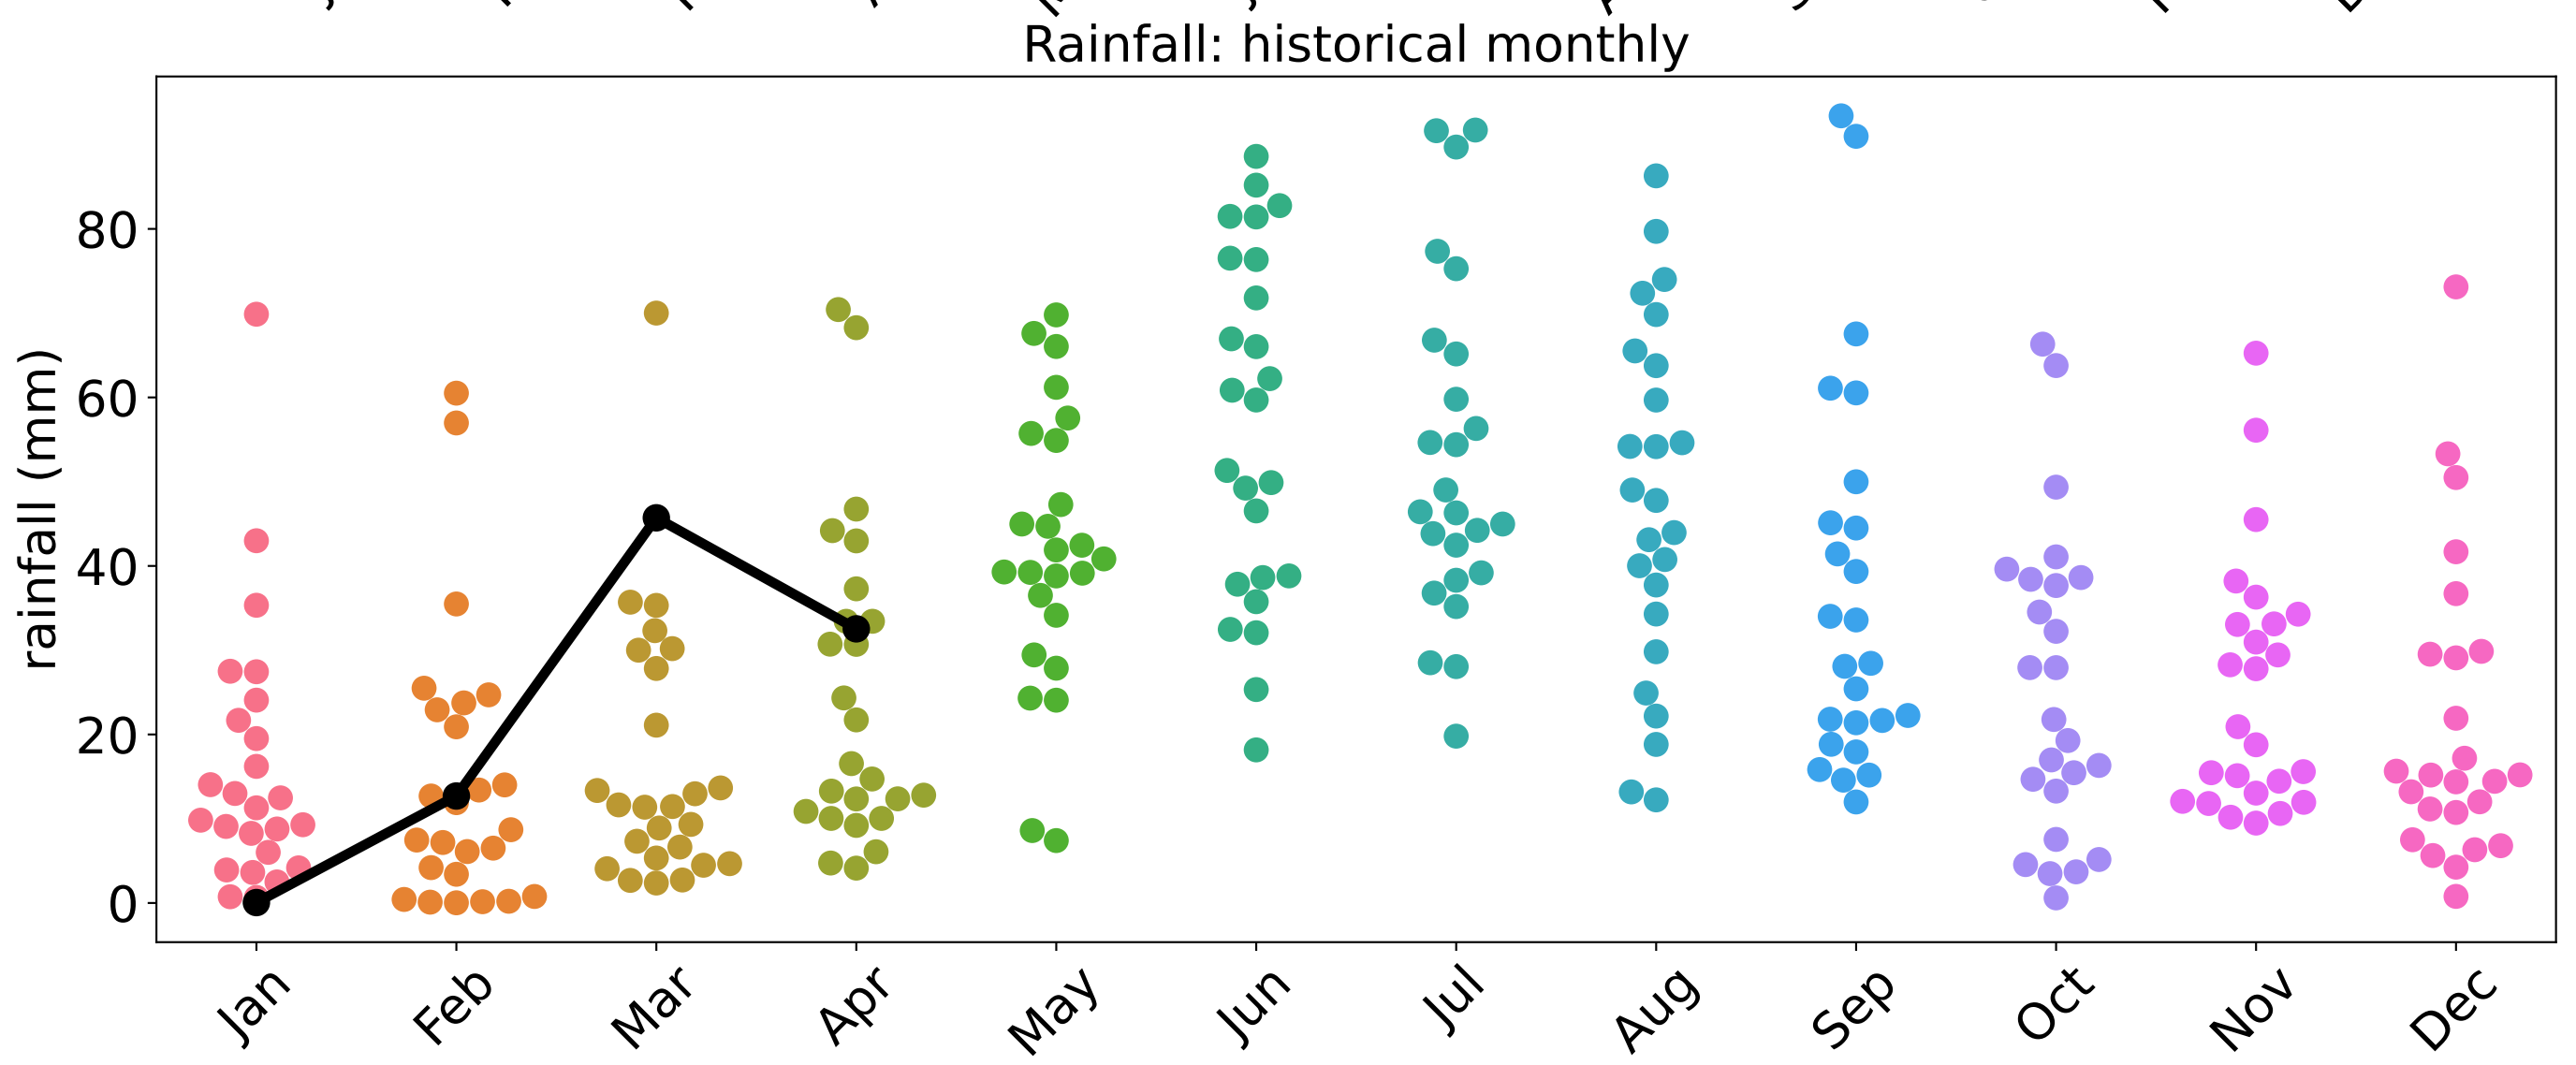 Rainfall: historical monthly
rainfall (mm)
80
60
40
20
0
Jan
Feb
Mar
Apr
May
Jun
Jul
Aug
Sep
Oct
Nov
Dec